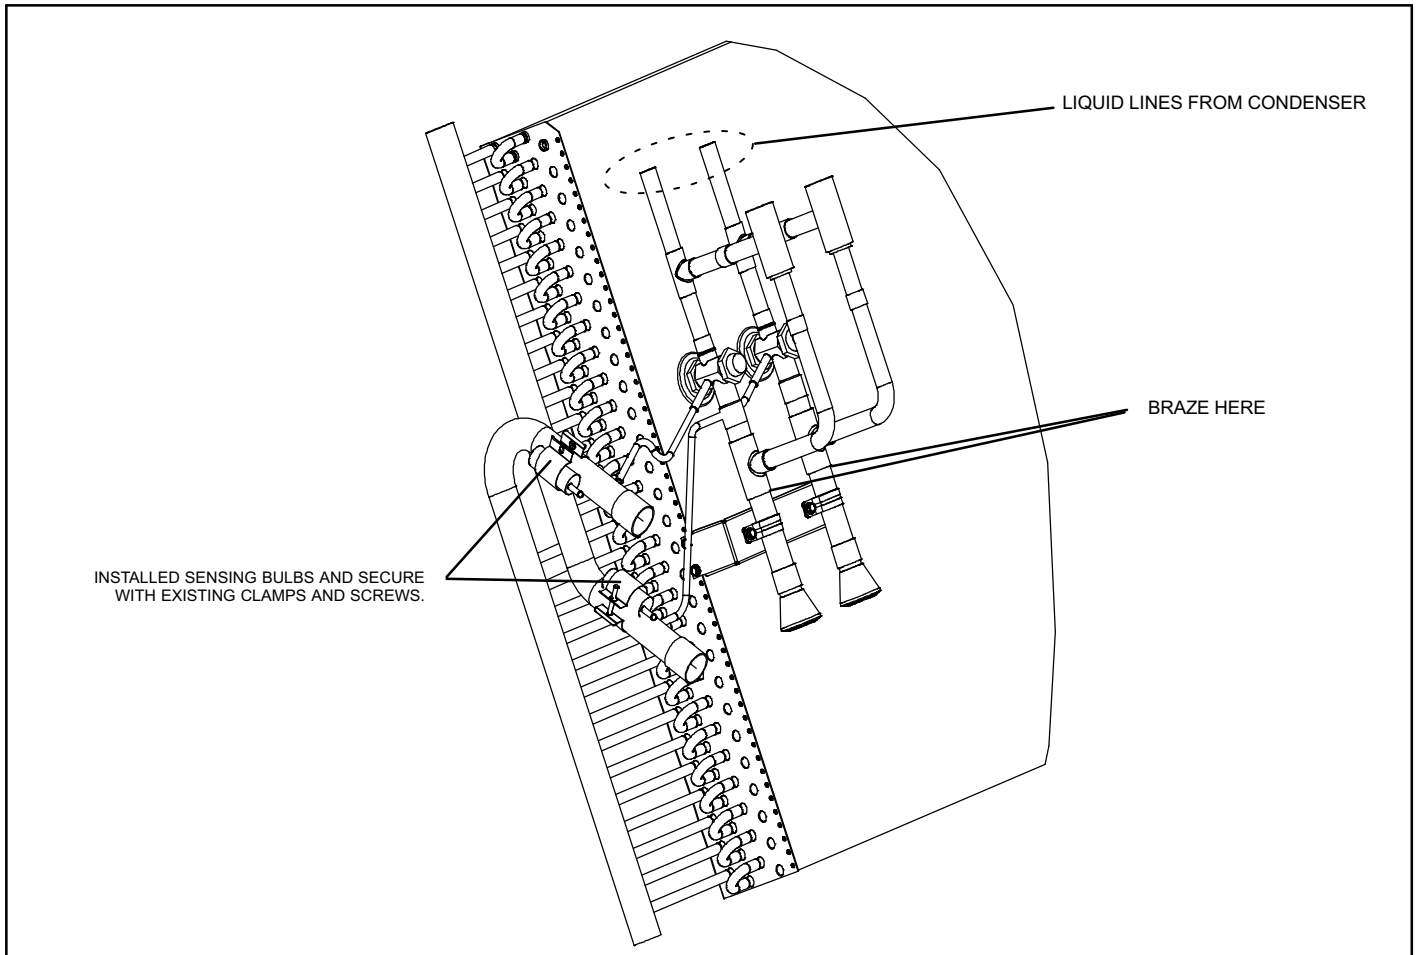 LIQUID LINES FROM CONDENSER
BRAZE HERE
INSTALLED SENSING BULBS AND SECURE
WITH EXISTING CLAMPS AND SCREWS.